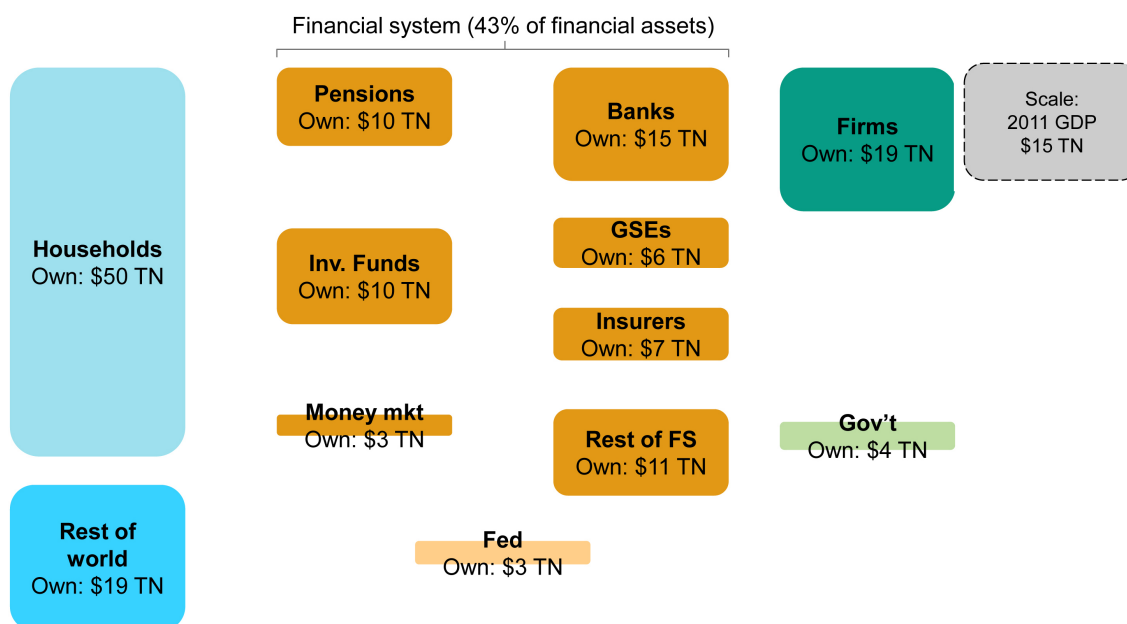 Financial system (43% of financial assets)
Households
Own: $50 TN
Rest of
world
Own: $19 TN
Pensions
Own: $10 TN
Inv. Funds
Own: $10 TN
Money mkt
Own: $3 TN
Banks
Own: $15 TN
GSEs
Own: $6 TN
Insurers
Own: $7 TN
Rest of FS
Own: $11 TN
Fed
Own: $3 TN
Firms
Own: $19 TN
Gov’t
Own: $4 TN
Scale:
2011 GDP
$15 TN